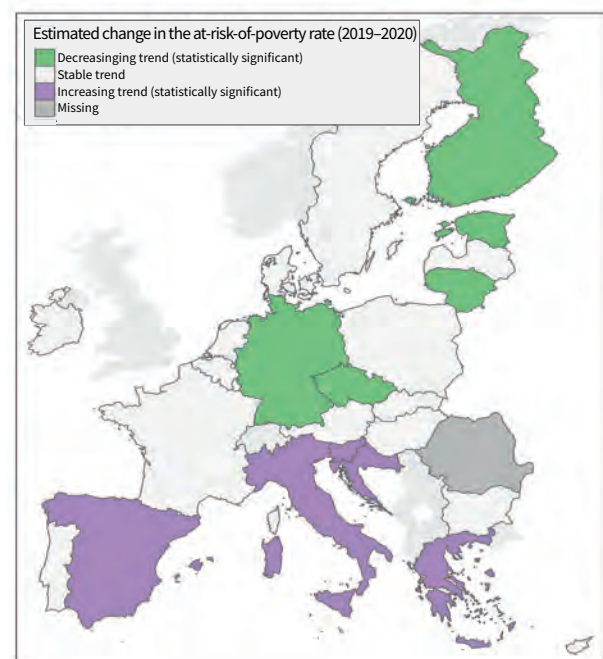 Estimated change in the at-risk-of-poverty rate (2019–2020)
Decreasinging trend (statistically significant)
Stable trend
Increasing trend (statistically significant)
Missing